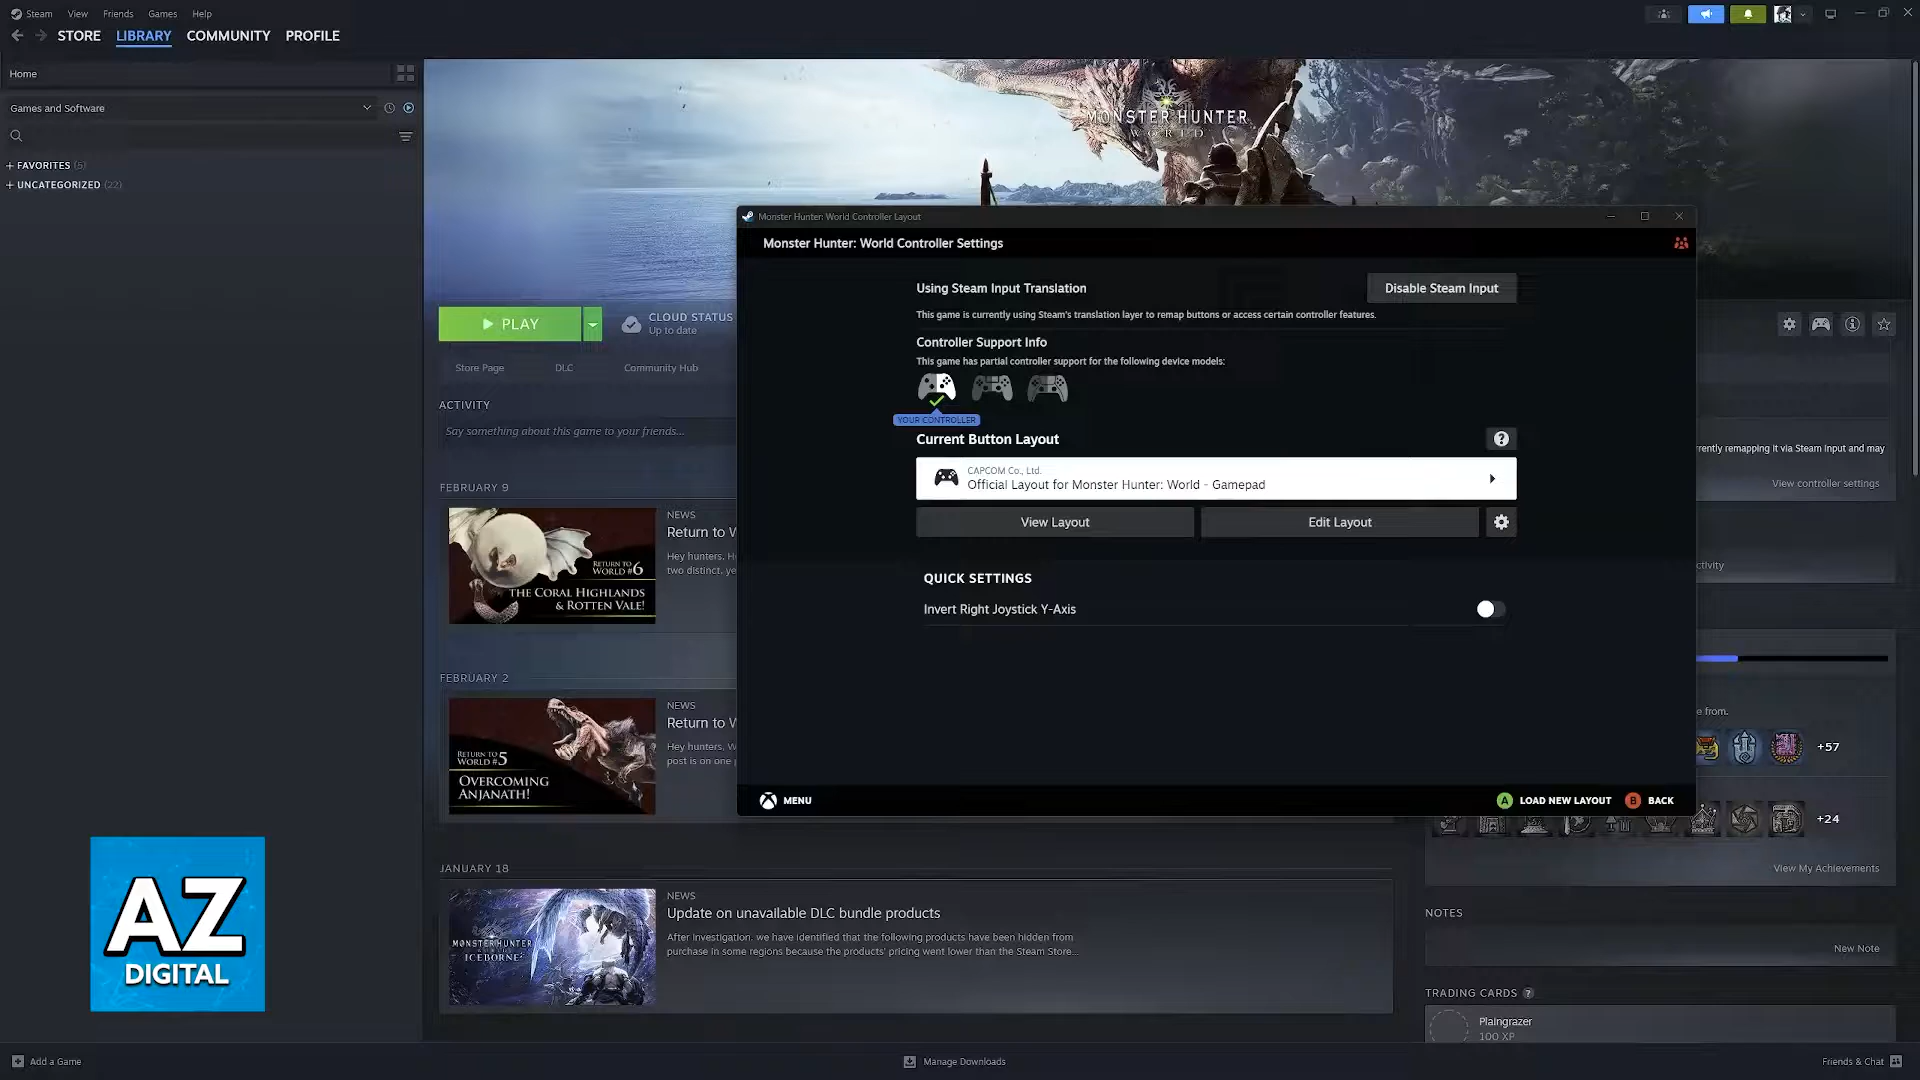 Steam View Friends Games Help
STORE LIBRARY COMMUNITY PROFILE
Home
Games and Software
+ FAVORITES (5)
+ UNCATEGORIZED (22)
MONSTER HUNTER
WORLD
PLAY
CLOUD STATUS
Up to date
Store Page DLC Community Hub
ACTIVITY
Say something about this game to your friends...
FEBRUARY 9
RETURN TO
WORLD #6
THE CORAL HIGHLANDS
& ROTTEN VALE!
NEWS
Return to W
Hey hunters, H
two distinct, ye
FEBRUARY 2
RETURN TO
WORLD #5
OVERCOMING
ANJANATH!
NEWS
Return to W
Hey hunters, W
post is on one p
JANUARY 18
MONSTER HUNTER
WORLD
ICEBORNE
NEWS
Update on unavailable DLC bundle products
After investigation, we have identified that the following products have been hidden from
purchase in some regions because the products' pricing went lower than the Steam Store...
Monster Hunter: World Controller Layout
Monster Hunter: World Controller Settings
Using Steam Input Translation
Disable Steam Input
This game is currently using Steam's translation layer to remap buttons or access certain controller features.
Controller Support Info
This game has partial controller support for the following device models:
YOUR CONTROLLER
Current Button Layout
?
CAPCOM Co., Ltd.
Official Layout for Monster Hunter: World - Gamepad
View Layout Edit Layout
QUICK SETTINGS
Invert Right Joystick Y-Axis
MENU
A LOAD NEW LAYOUT B BACK
rently remapping it via Steam Input and may
View controller settings
ctivity
e from.
+57
+24
View My Achievements
NOTES
New Note
TRADING CARDS ?
Plaingrazer
100 XP
AZ
DIGITAL
Add a Game
Manage Downloads
Friends & Chat